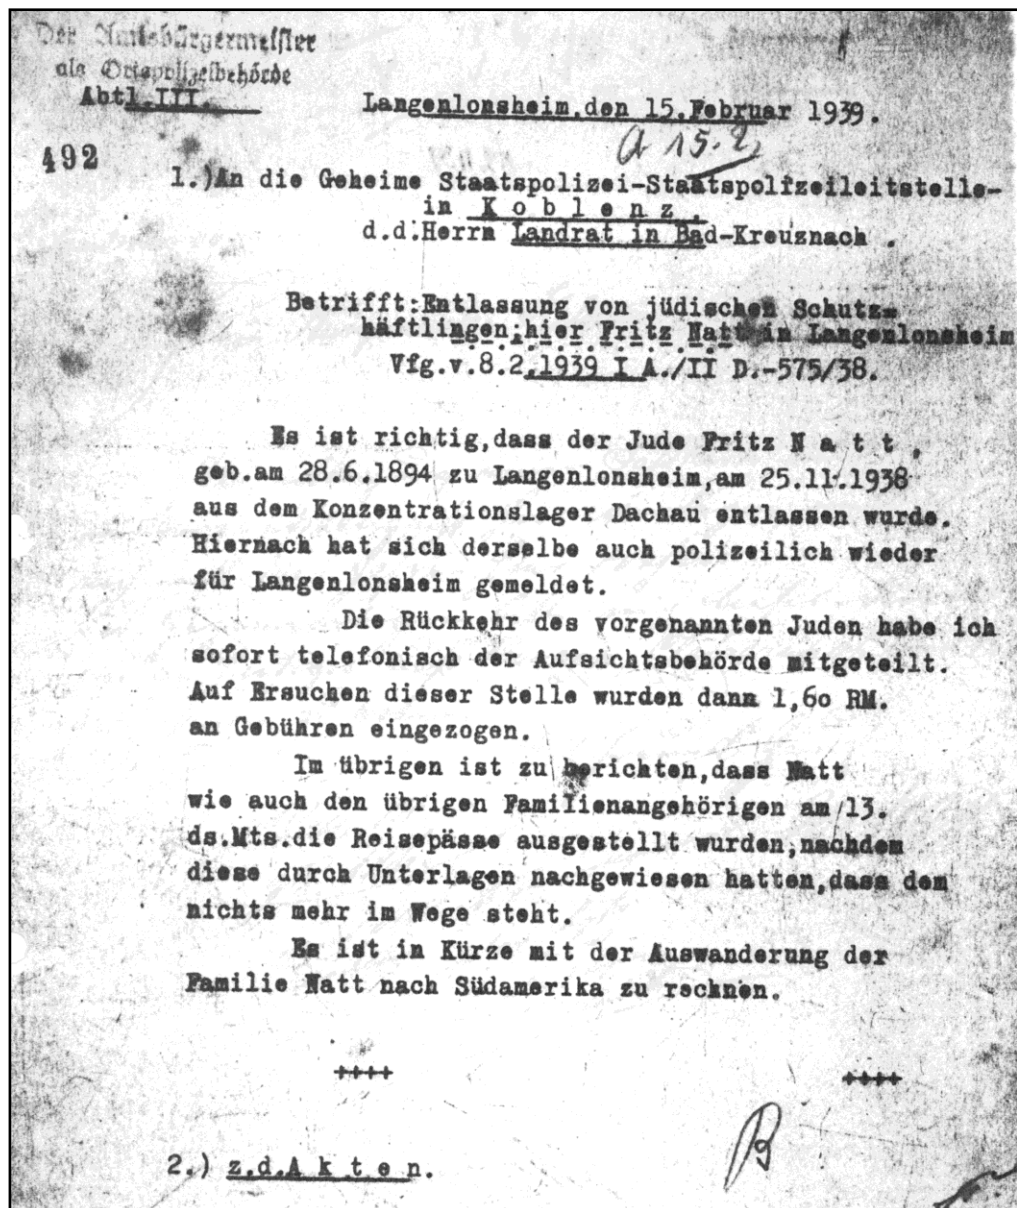 Der Amtsbürgermeister
als Ortspolizeibehörde
Abtl.III.
Langenlonsheim,den 15.Februar 1939.
15.2.
492
1.)An die Geheime Staatspolizei-Staatspolizeileitstelle-
in K o b l e n z .
d.d.Herrn Landrat in Bad-Kreuznach .
Betrifft:Entlassung von jüdischen Schutz=
häftlingen;hier Fritz Natt in Langenlonsheim
Vfg.v.8.2.1939 I A./II D.-575/38.
Es ist richtig,dass der Jude Fritz N a t t ,
geb.am 28.6.1894 zu Langenlonsheim,am 25.11.1938
aus dem Konzentrationslager Dachau entlassen wurde.
Hiernach hat sich derselbe auch polizeilich wieder
für Langenlonsheim gemeldet.
Die Rückkehr des vorgenannten Juden habe ich
sofort telefonisch der Aufsichtsbehörde mitgeteilt.
Auf Ersuchen dieser Stelle wurden dann 1,60 RM.
an Gebühren eingezogen.
Im übrigen ist zu berichten,dass Natt
wie auch den übrigen Familienangehörigen am 13.
ds.Mts.die Reisepässe ausgestellt wurden,nachdem
diese durch Unterlagen nachgewiesen hatten,dass dem
nichts mehr im Wege steht.
Es ist in Kürze mit der Auswanderung der
Familie Natt nach Südamerika zu rechnen.
++++ ++++
2.) z.d.A k t e n.